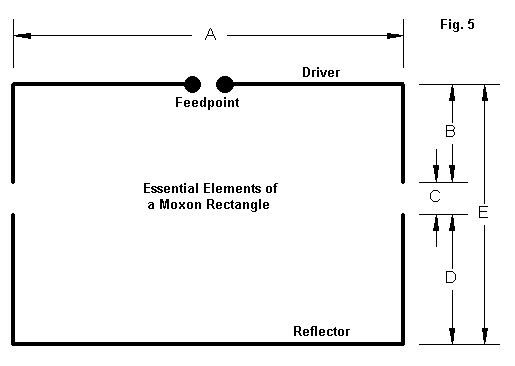 A
Fig. 5
Driver
Feedpoint
B
Essential Elements of
a Moxon Rectangle
C
E
D
Reflector